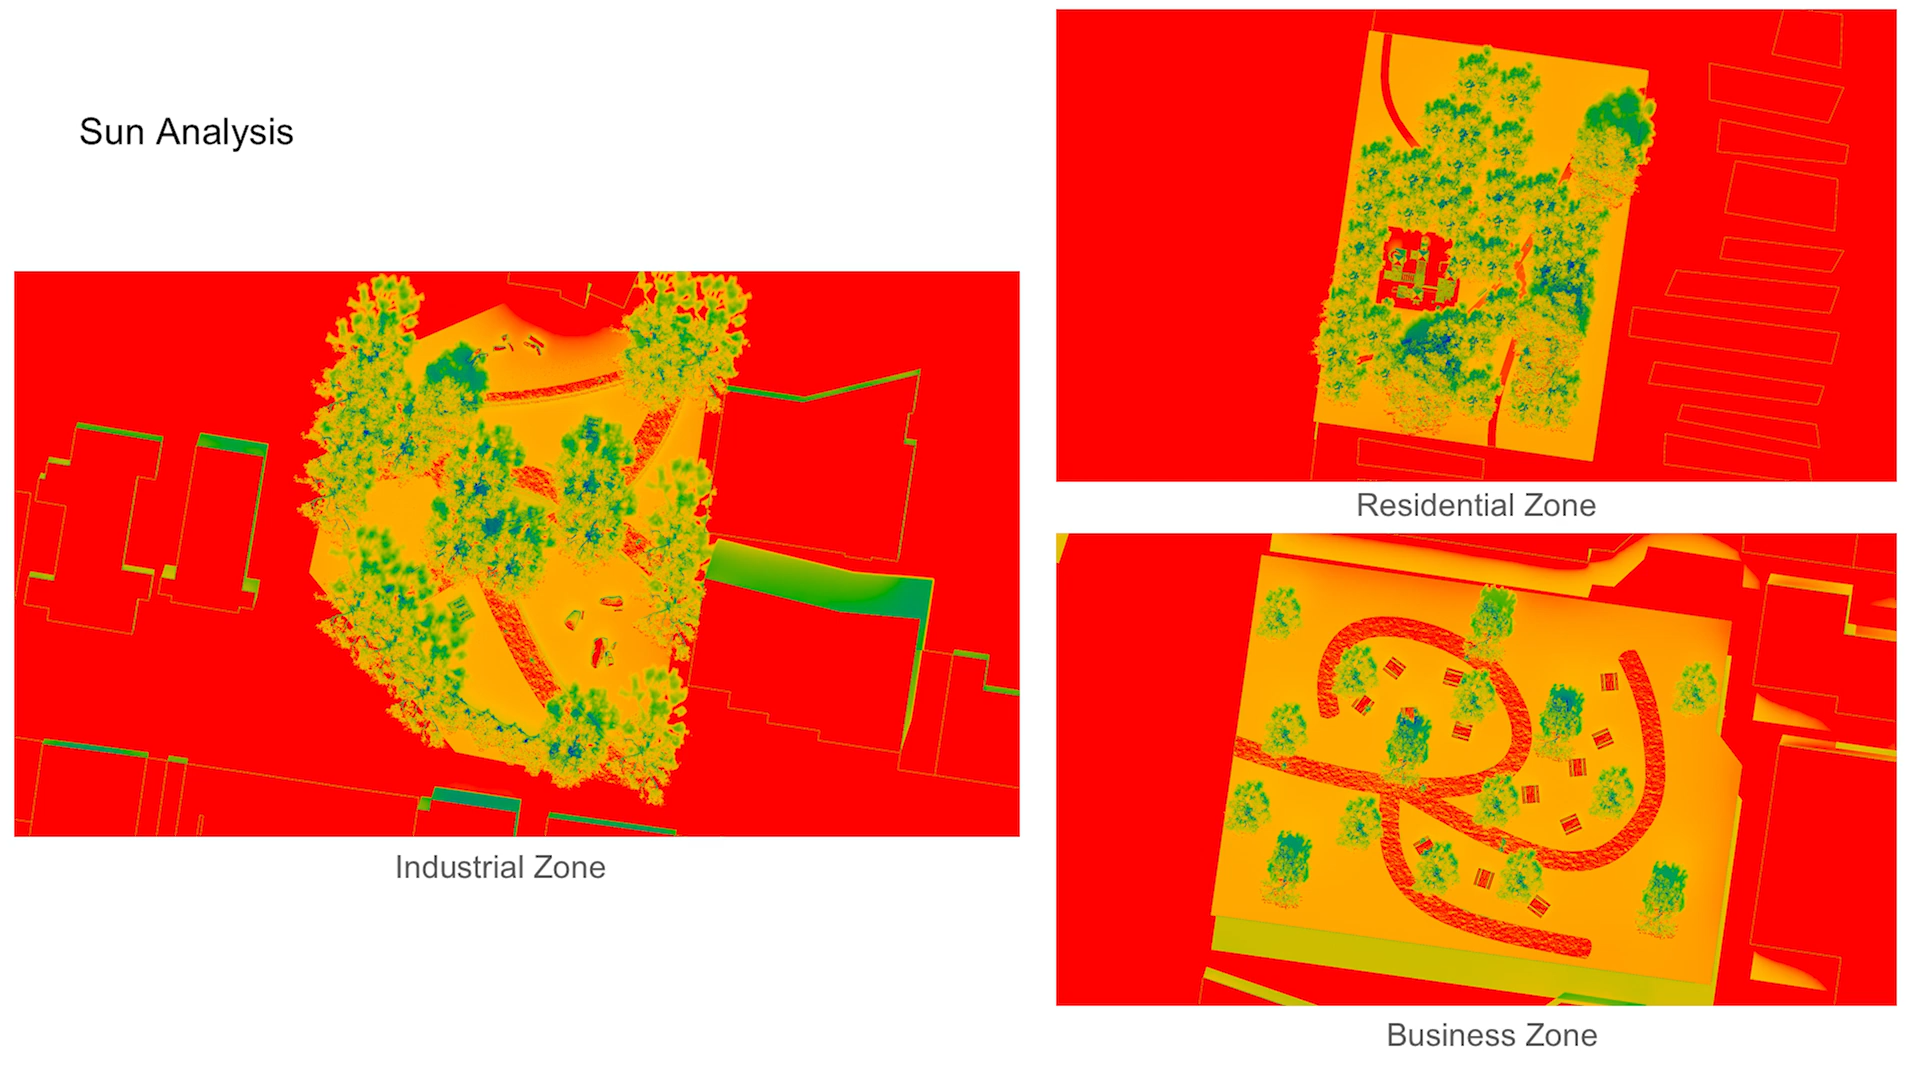 Sun Analysis
Industrial Zone
Residential Zone
Business Zone